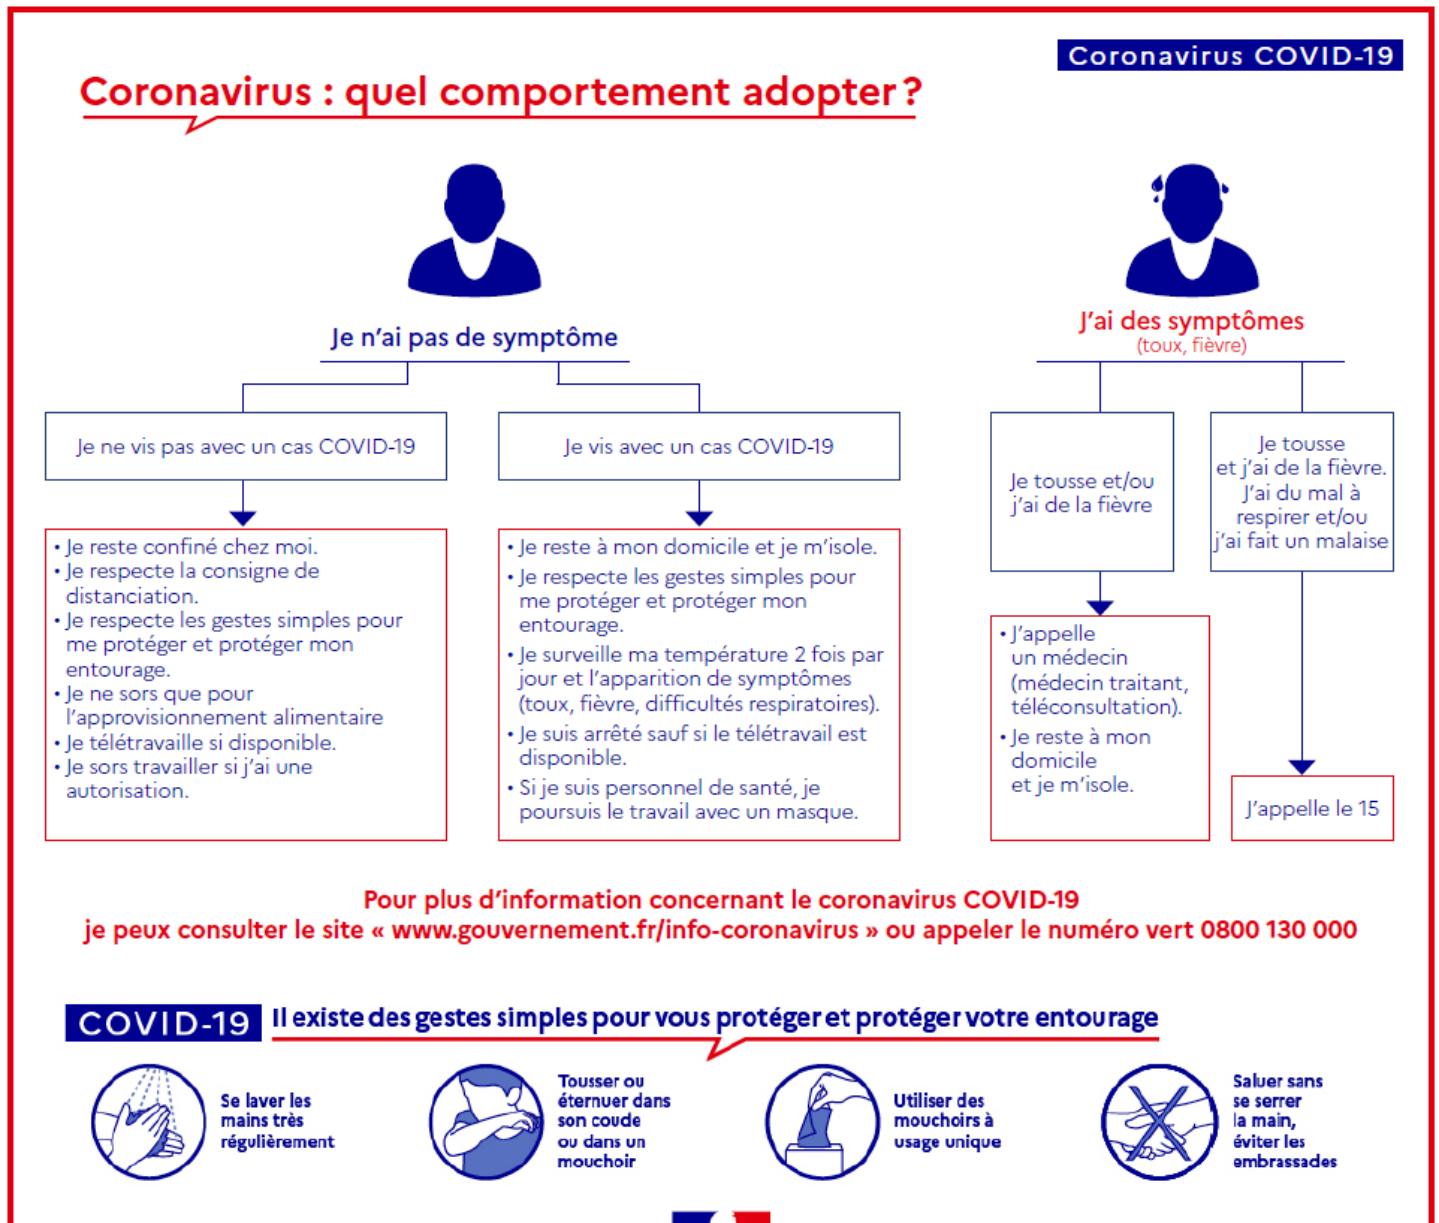 Coronavirus COVID-19
Coronavirus : quel comportement adopter ?
Je n'ai pas de symptôme
Je ne vis pas avec un cas COVID-19
• Je reste confiné chez moi.
• Je respecte la consigne de
distanciation.
• Je respecte les gestes simples pour
me protéger et protéger mon
entourage.
• Je ne sors que pour
l'approvisionnement alimentaire
• Je télétravaille si disponible.
• Je sors travailler si j'ai une
autorisation.
Je vis avec un cas COVID-19
• Je reste à mon domicile et je m'isole.
• Je respecte les gestes simples pour
me protéger et protéger mon
entourage.
• Je surveille ma température 2 fois par
jour et l'apparition de symptômes
(toux, fièvre, difficultés respiratoires).
• Je suis arrêté sauf si le télétravail est
disponible.
• Si je suis personnel de santé, je
poursuis le travail avec un masque.
J'ai des symptômes
(toux, fièvre)
Je tousse et/ou
j'ai de la fièvre
• J'appelle
un médecin
(médecin traitant,
téléconsultation).
• Je reste à mon
domicile
et je m'isole.
Je tousse
et j'ai de la fièvre.
J'ai du mal à
respirer et/ou
j'ai fait un malaise
J'appelle le 15
Pour plus d'information concernant le coronavirus COVID-19
je peux consulter le site « www.gouvernement.fr/info-coronavirus » ou appeler le numéro vert 0800 130 000
COVID-19 Il existe des gestes simples pour vous protéger et protéger votre entourage
Se laver les
mains très
régulièrement
Tousser ou
éternuer dans
son coude
ou dans un
mouchoir
Utiliser des
mouchoirs à
usage unique
Saluer sans
se serrer
la main,
éviter les
embrassades